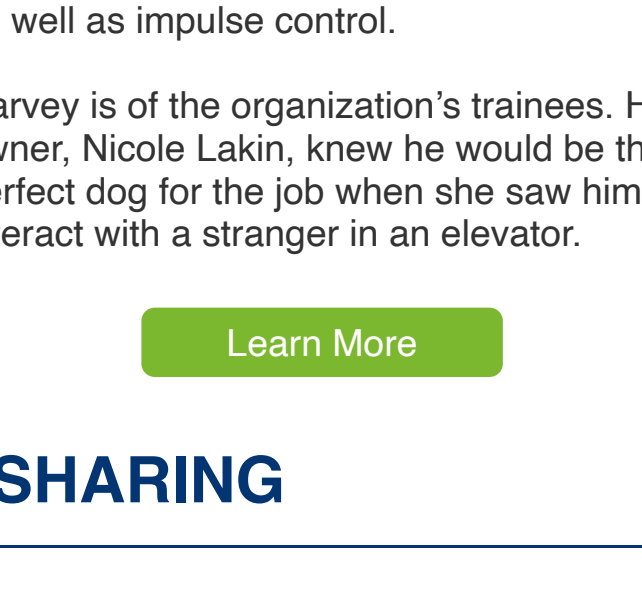 well as impulse control.
arvey is of the organization’s trainees. H
wner, Nicole Lakin, knew he would be th
erfect dog for the job when she saw him
teract with a stranger in an elevator.
Learn More
SHARING